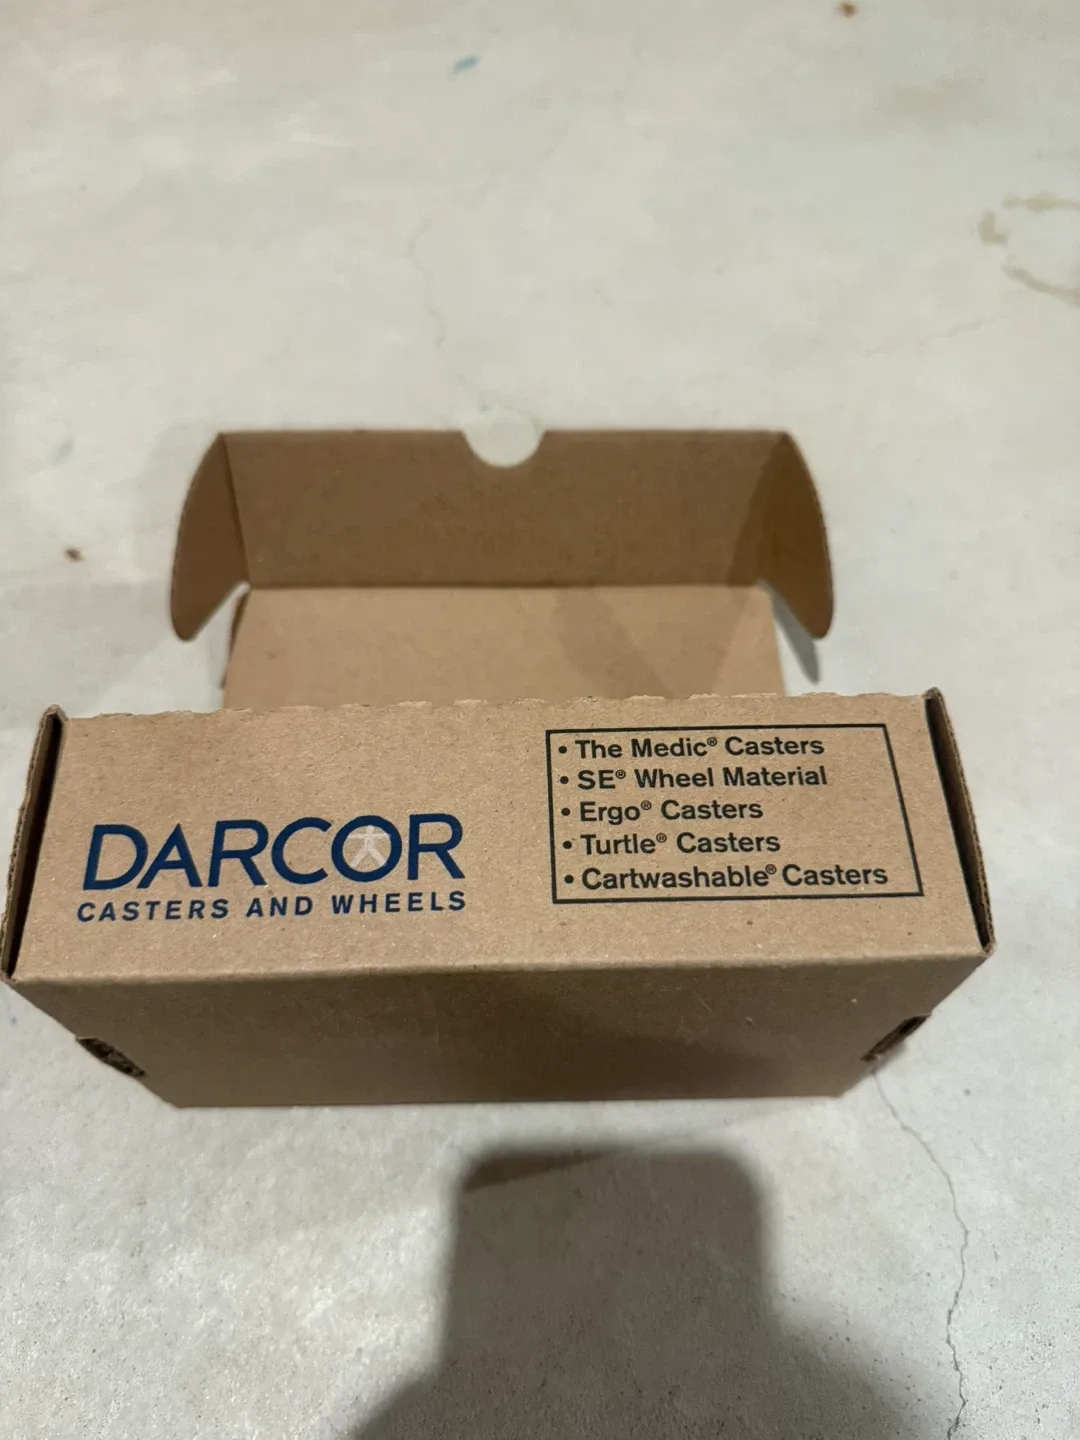 DARCOR
CASTERS AND WHEELS
• The Medic® Casters
• SE® Wheel Material
• Ergo® Casters
• Turtle® Casters
• Cartwashable® Casters